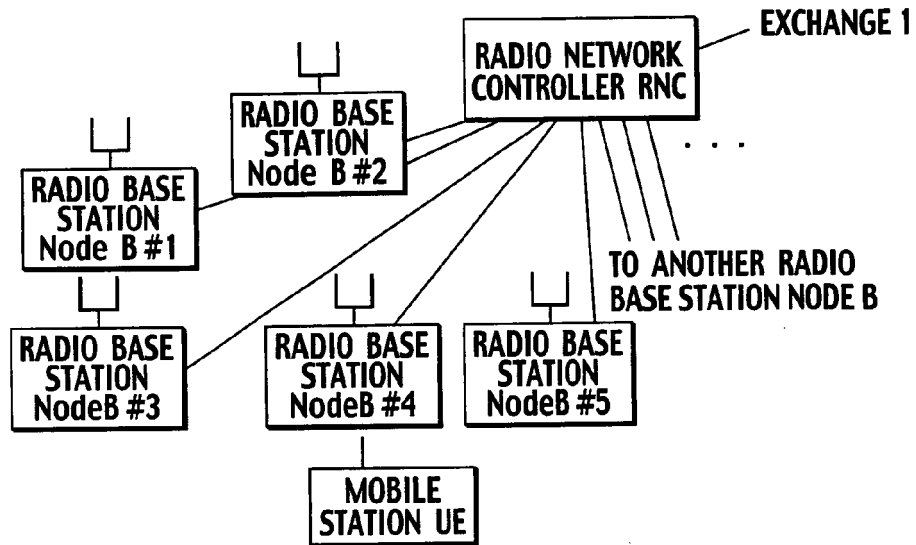 EXCHANGE 1
RADIO NETWORK
CONTROLLER RNC
RADIO BASE
STATION
Node B #2
. . .
RADIO BASE
STATION
Node B #1
TO ANOTHER RADIO
BASE STATION NODE B
RADIO BASE
STATION
NodeB #3
RADIO BASE
STATION
NodeB #4
RADIO BASE
STATION
NodeB #5
MOBILE
STATION UE